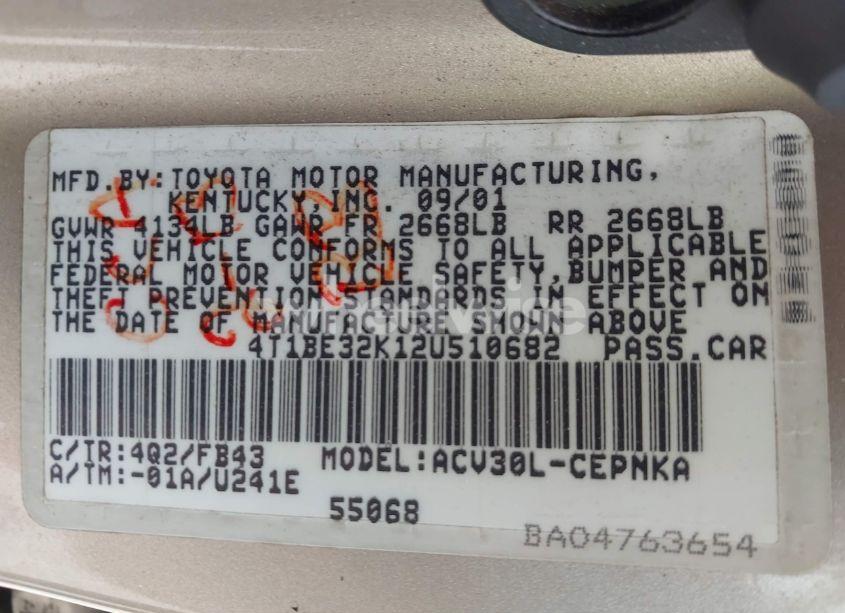 MFD.BY:TOYOTA MOTOR MANUFACTURING,
KENTUCKY,INC. 09/01
GVWR 4134LB GAWR FR 2668LB RR 2668LB
THIS VEHICLE CONFORMS TO ALL APPLICABLE
FEDERAL MOTOR VEHICLE SAFETY,BUMPER AND
THEFT PREVENTION STANDARDS IN EFFECT ON
THE DATE OF MANUFACTURE SHOWN ABOVE
4T1BE32K12U510682 PASS.CAR
C/TR:4Q2/FB43 MODEL:ACV30L-CEPNKA
A/TM:-01A/U241E
55068
BA04763654